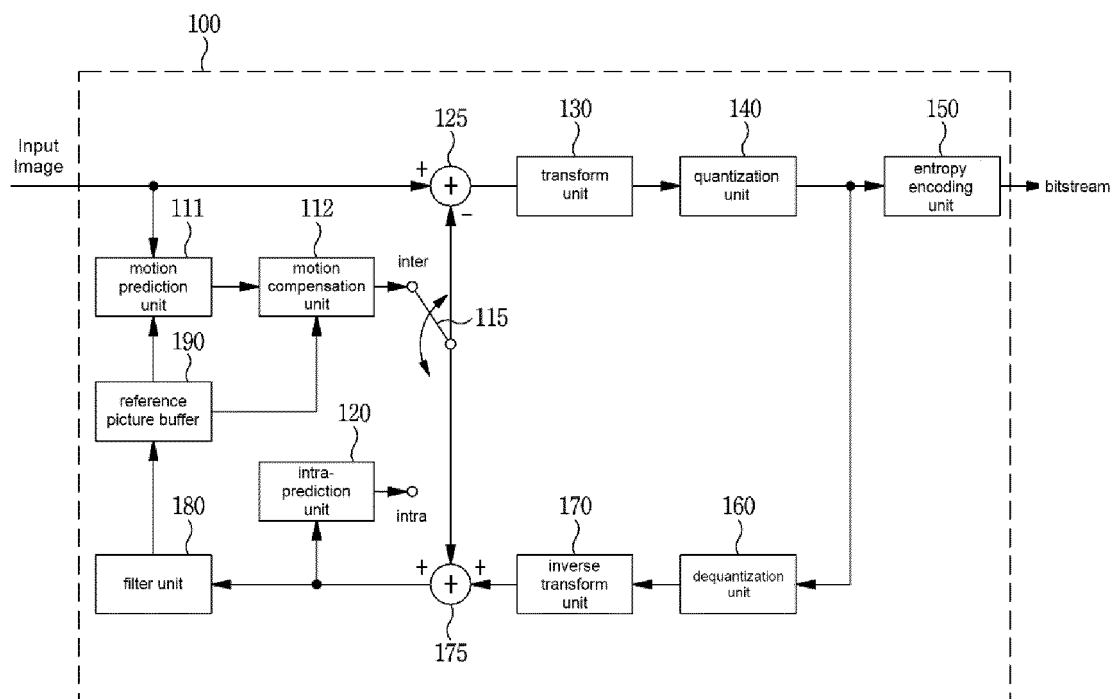 100
125
130
140
150
Input
Image
+
+
−
transform
unit
quantization
unit
entropy
encoding
unit
bitstream
111
112
motion
prediction
unit
motion
compensation
unit
inter
115
190
reference
picture buffer
120
intra-
prediction
unit
intra
180
170
160
filter unit
+
+
+
inverse
transform
unit
dequantization
unit
175